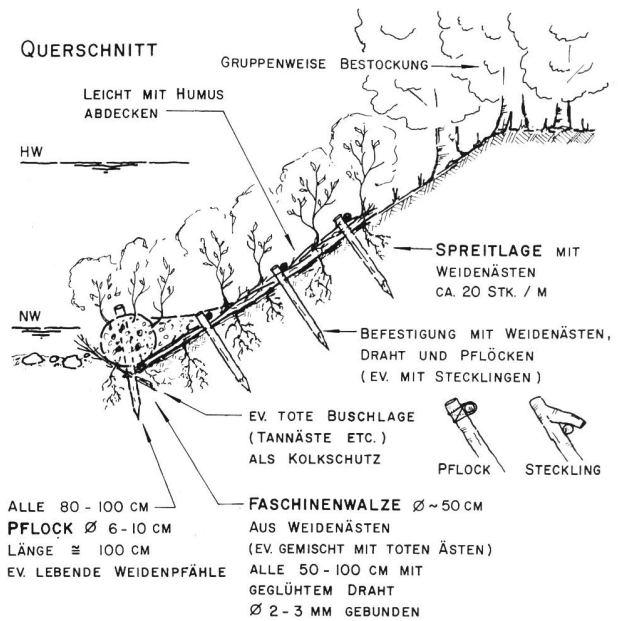 QUERSCHNITT
GRUPPENWEISE BESTOCKUNG
LEICHT MIT HUMUS
ABDECKEN
HW
SPREITLAGE MIT
WEIDENÄSTEN
CA. 20 STK. / M
NW
BEFESTIGUNG MIT WEIDENÄSTEN,
DRAHT UND PFLÖCKEN
(EV. MIT STECKLINGEN)
EV. TOTE BUSCHLAGE
(TANNÄSTE ETC.)
ALS KOLKSCHUTZ
PFLOCK
STECKLING
ALLE 80 - 100 CM
PFLOCK Ø 6-10 CM
LÄNGE ≅ 100 CM
EV. LEBENDE WEIDENPFÄHLE
FASCHINENWALZE Ø ~ 50 CM
AUS WEIDENÄSTEN
(EV. GEMISCHT MIT TOTEN ÄSTEN)
ALLE 50 - 100 CM MIT
GEGLÜHTEM DRAHT
Ø 2 - 3 MM GEBUNDEN